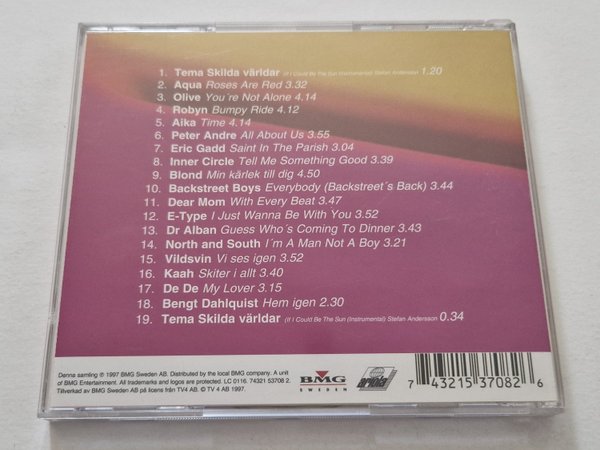 1. Tema Skilda världar (If I Could Be The Sun (Instrumental) Stefan Andersson 1.20
2. Aqua Roses Are Red 3.32
3. Olive You´re Not Alone 4.14
4. Robyn Bumpy Ride 4.12
5. Aika Time 4.14
6. Peter Andre All About Us 3.55
7. Eric Gadd Saint In The Parish 3.04
8. Inner Circle Tell Me Something Good 3.39
9. Blond Min kärlek till dig 4.50
10. Backstreet Boys Everybody (Backstreet´s Back) 3.44
11. Dear Mom With Every Beat 3.47
12. E-Type I Just Wanna Be With You 3.52
13. Dr Alban Guess Who´s Coming To Dinner 3.43
14. North and South I´m A Man Not A Boy 3.21
15. Vildsvin Vi ses igen 3.52
16. Kaah Skiter i allt 3.40
17. De De My Lover 3.15
18. Bengt Dahlquist Hem igen 2.30
19. Tema Skilda världar (If I Could Be The Sun (Instrumental) Stefan Andersson 0.34
Denna samling ℗ 1997 BMG Sweden AB. Distributed by the local BMG company. A unit
of BMG Entertainment. All trademarks and logos are protected. LC 0116. 74321 53708 2.
Tillverkad av BMG Sweden AB på licens från TV4 AB. © TV 4 AB 1997.
BMG
SWEDEN
ariola
7 43215 37082 6